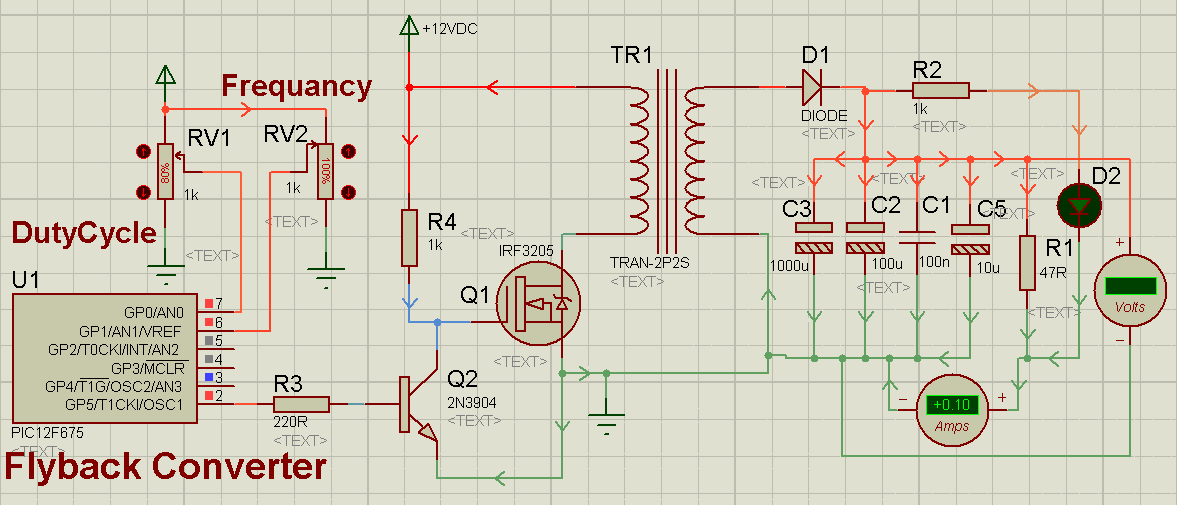 +12VDC
TR1
D1
R2
Frequancy
DIODE
<TEXT>
1k
<TEXT>
RV1
RV2
80%
100%
1k
1k
<TEXT>
<TEXT>
<TEXT>
<TEXT>
D2
DutyCycle
<TEXT>
R4
1k
<TEXT>
C3
C2
C1
C5
<TEXT>
IRF3205
TRAN-2P2S
<TEXT>
1000u
100u
100n
10u
R1
47R
+
Volts
−
U1
Q1
<TEXT>
<TEXT>
<TEXT>
GP0/AN0
7
GP1/AN1/VREF
6
GP2/T0CKI/INT/AN2
5
GP3/MCLR
4
GP4/T1G/OSC2/AN3
3
GP5/T1CKI/OSC1
2
R3
220R
<TEXT>
Q2
2N3904
<TEXT>
−
+0.10
+
Amps
PIC12F675
<TEXT>
Flyback Converter